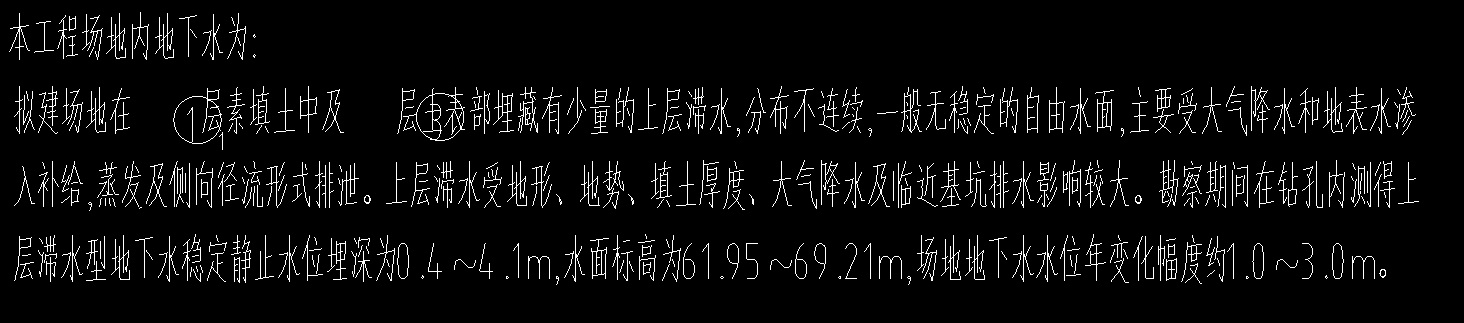 本工程场地内地下水为:
拟建场地在 ①1层素填土中及 层表部埋藏有少量的上层滞水,分布不连续,一般无稳定的自由水面,主要受大气降水和地表水渗
入补给,蒸发及侧向径流形式排泄。上层滞水受地形、地势、填土厚度、大气降水及临近基坑排水影响较大。勘察期间在钻孔内测得上
层滞水型地下水稳定静止水位埋深为0.4~4.1m,水面标高为61.95~69.21m,场地地下水水位年变化幅度约1.0~3.0m。